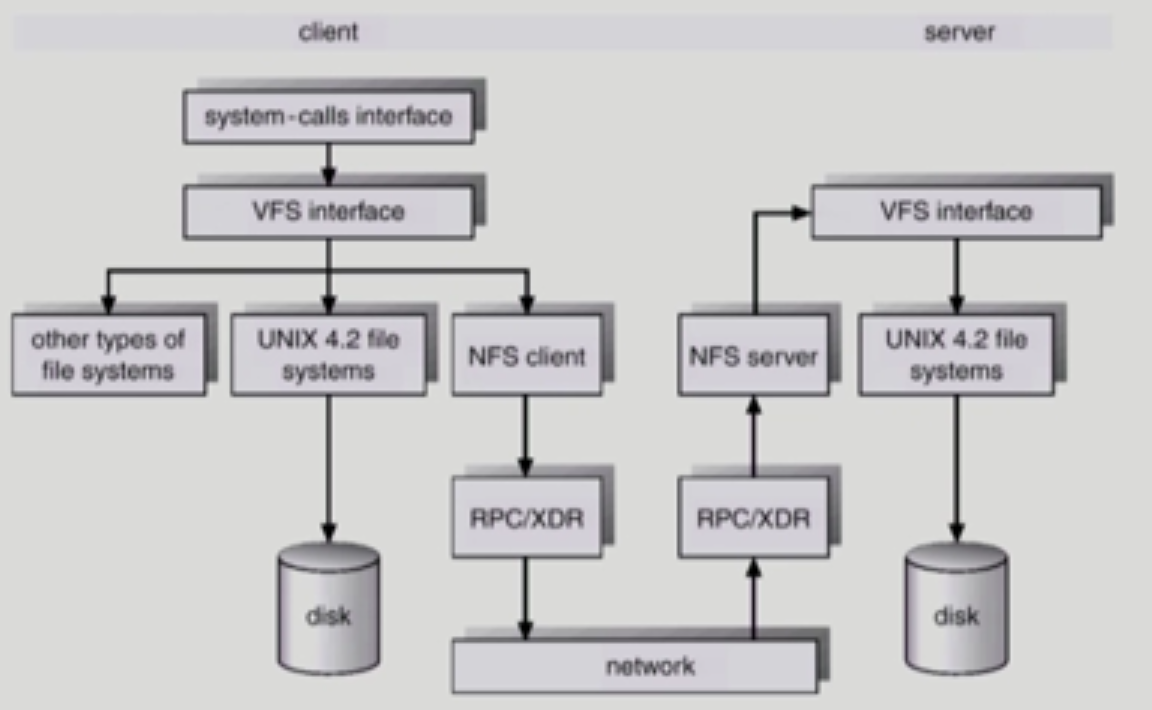 client
server
system-calls interface
VFS interface
VFS interface
other types of
file systems
UNIX 4.2 file
systems
NFS client
NFS server
UNIX 4.2 file
systems
RPC/XDR
RPC/XDR
disk
disk
network